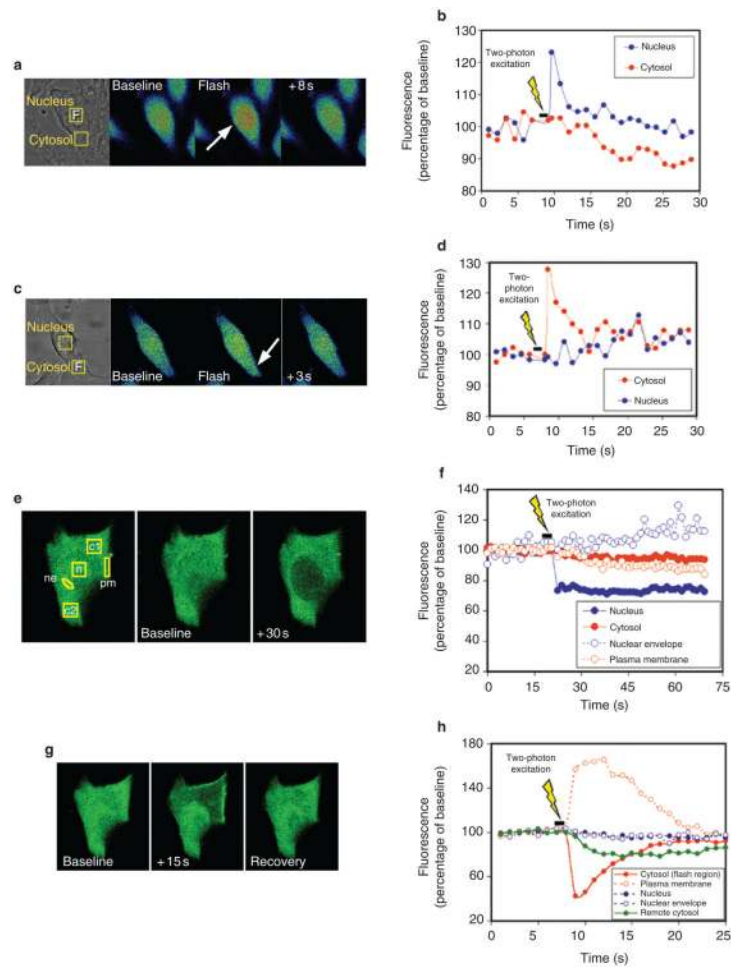 a
Nucleus
F
Cytosol
Baseline
Flash
+8 s
b
Fluorescence
(percentage of baseline)
130
120
110
100
90
80
Two-photon
excitation
Nucleus
Cytosol
0
5
10
15
20
25
30
Time (s)
c
Nucleus
Cytosol
F
Baseline
Flash
+3 s
d
Fluorescence
(percentage of baseline)
130
120
110
100
90
80
Two-
photon
excitation
Cytosol
Nucleus
0
5
10
15
20
25
30
Time (s)
e
c1
n
ne
pm
c2
Baseline
+30 s
f
Fluorescence
(percentage of baseline)
140
120
100
80
60
40
20
Two-photon
excitation
Nucleus
Cytosol
Nuclear envelope
Plasma membrane
0
15
30
45
60
75
Time (s)
g
Baseline
+15 s
Recovery
h
Fluorescence
(percentage of baseline)
180
140
100
60
20
Two-photon
excitation
Cytosol (flash region)
Plasma membrane
Nucleus
Nuclear envelope
Remote cytosol
0
5
10
15
20
25
Time (s)